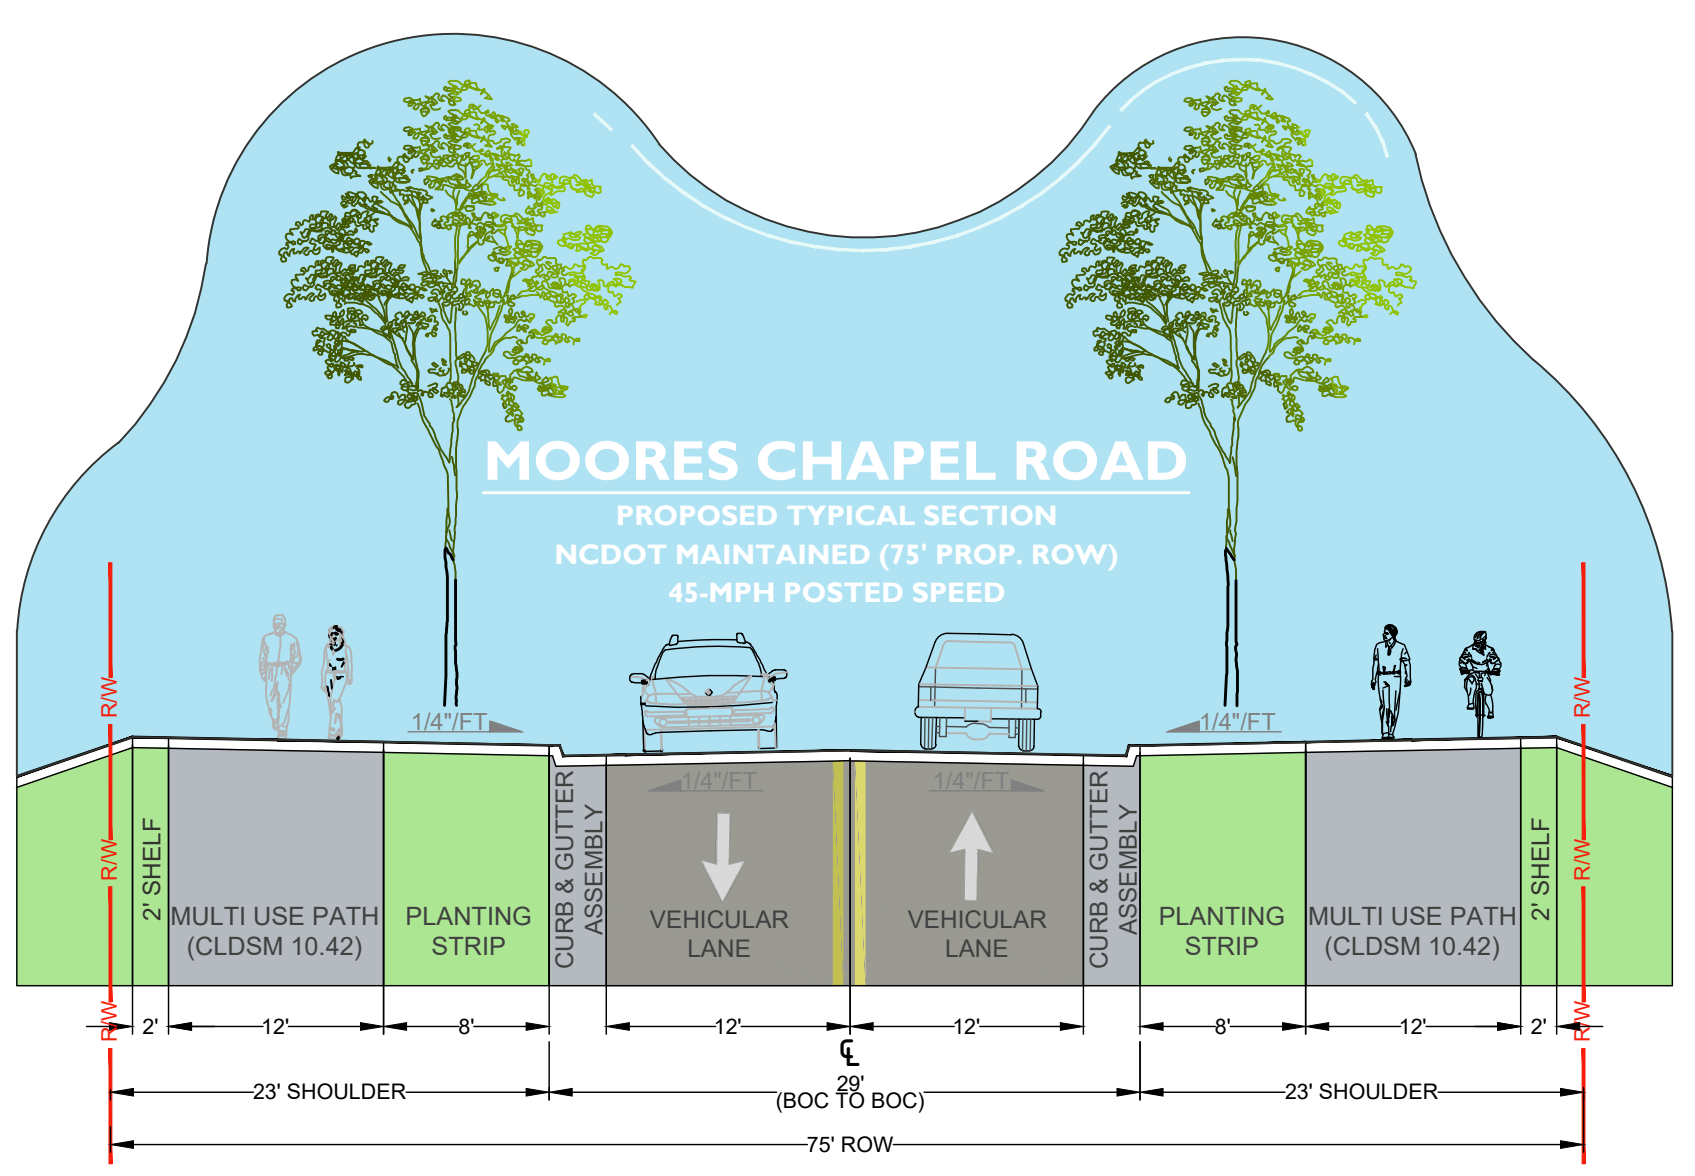 MOORES CHAPEL ROAD
PROPOSED TYPICAL SECTION
NCDOT MAINTAINED (75' PROP. ROW)
45-MPH POSTED SPEED
R/W
R/W
1/4"/FT
1/4"/FT
1/4"/FT
1/4"/FT
R/W
R/W
2' SHELF
MULTI USE PATH
(CLDSM 10.42)
PLANTING
STRIP
CURB & GUTTER
ASSEMBLY
VEHICULAR
LANE
VEHICULAR
LANE
CURB & GUTTER
ASSEMBLY
PLANTING
STRIP
MULTI USE PATH
(CLDSM 10.42)
2' SHELF
R/W
2'
12'
8'
12'
12'
8'
12'
2'
R/W
CL
23' SHOULDER
29'
(BOC TO BOC)
23' SHOULDER
75' ROW